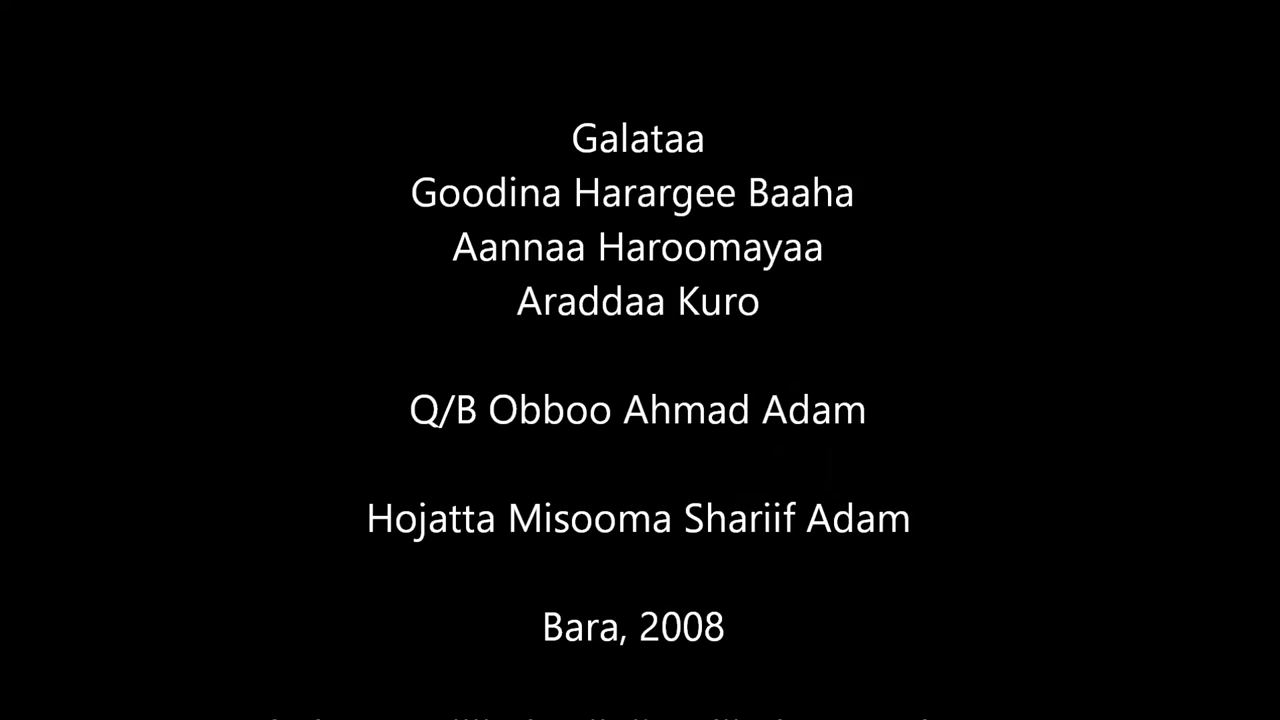 Galataa
Goodina Harargee Baaha
Aannaa Haroomayaa
Araddaa Kuro
Q/B Obboo Ahmad Adam
Hojatta Misooma Shariif Adam
Bara, 2008